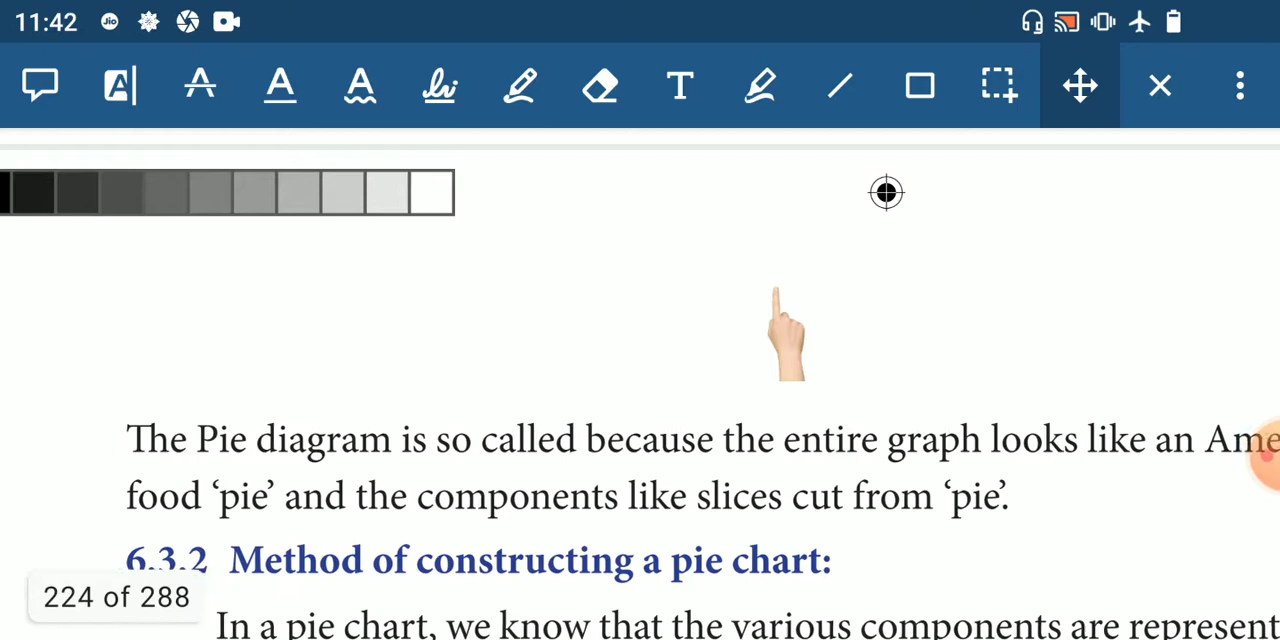 11:42 Jio
The Pie diagram is so called because the entire graph looks like an Ame
food ‘pie’ and the components like slices cut from ‘pie’.
6.3.2 Method of constructing a pie chart:
224 of 288
In a pie chart, we know that the various components are represent